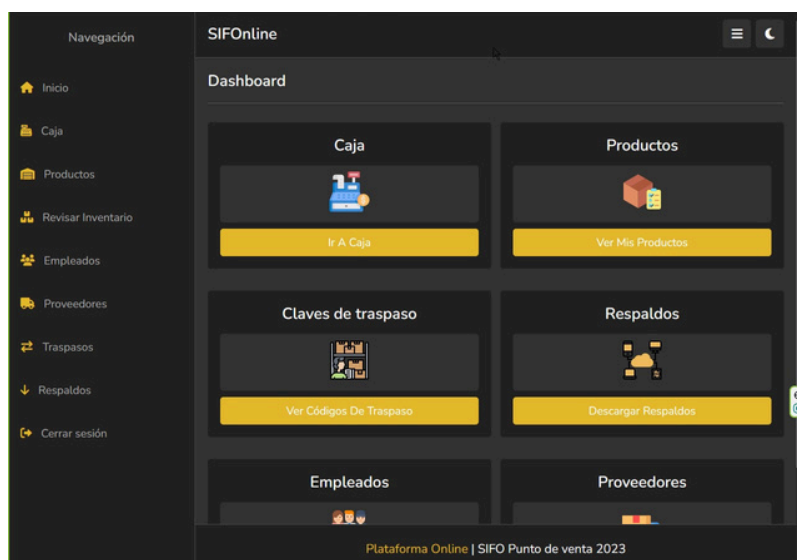 Navegación
Inicio
Caja
Productos
Revisar Inventario
Empleados
Proveedores
Traspasos
Respaldos
Cerrar sesión
SIFOnline
Dashboard
Caja
Ir A Caja
Productos
Ver Mis Productos
Claves de traspaso
Ver Códigos De Traspaso
Respaldos
Descargar Respaldos
Empleados
Proveedores
Plataforma Online | SIFO Punto de venta 2023